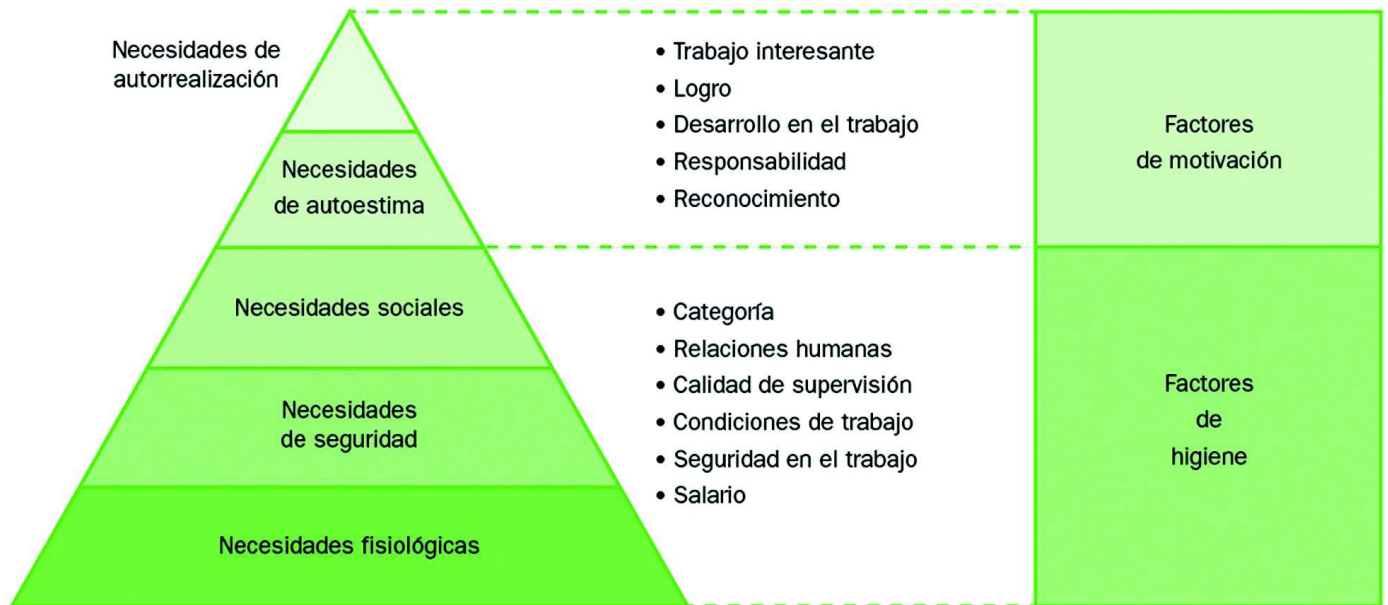 Necesidades de
autorrealización
Necesidades
de autoestima
Necesidades sociales
Necesidades
de seguridad
Necesidades fisiológicas
• Trabajo interesante
• Logro
• Desarrollo en el trabajo
• Responsabilidad
• Reconocimiento
• Categoría
• Relaciones humanas
• Calidad de supervisión
• Condiciones de trabajo
• Seguridad en el trabajo
• Salario
Factores
de motivación
Factores
de
higiene